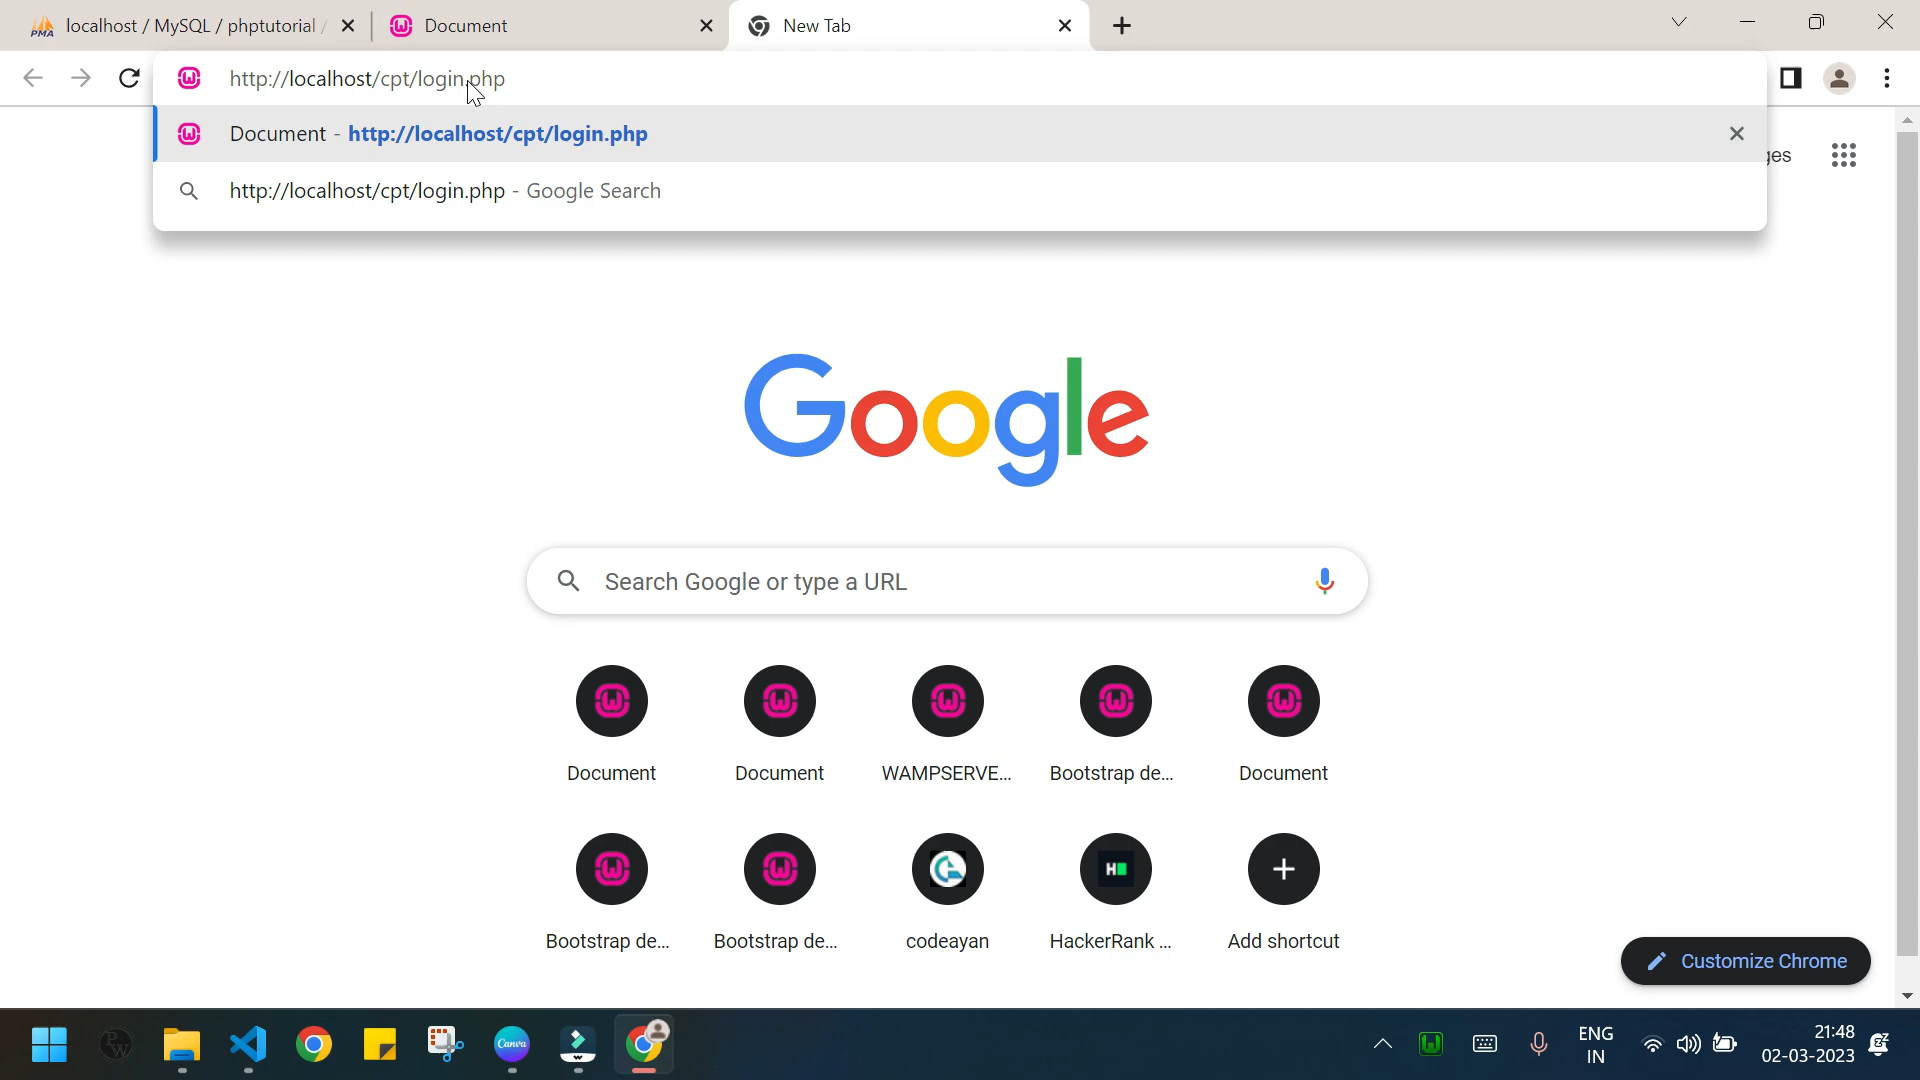 localhost / MySQL / phptutorial /
Document
New Tab
http://localhost/cpt/login.php
Document - http://localhost/cpt/login.php
http://localhost/cpt/login.php - Google Search
ges
Google
Search Google or type a URL
Document
Document
WAMPSERVE...
Bootstrap de...
Document
Bootstrap de...
Bootstrap de...
codeayan
HackerRank ...
Add shortcut
Customize Chrome
ENG
IN
21:48
02-03-2023